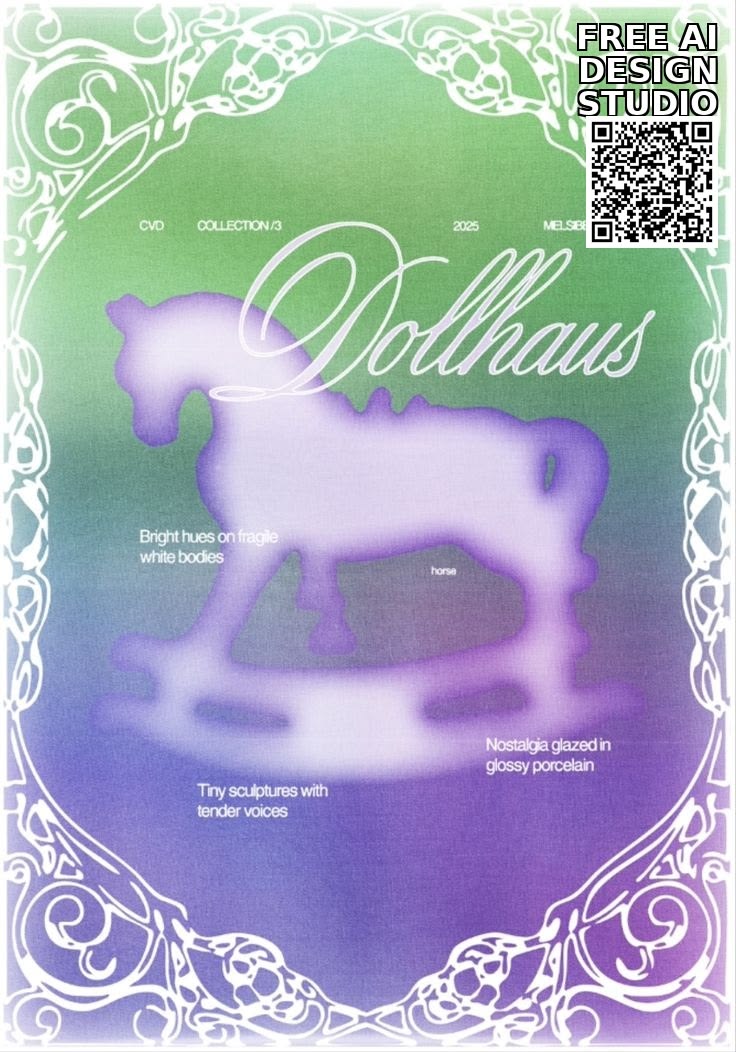 FREE AI
DESIGN
STUDIO
CVD COLLECTION /3 2025
Dollhaus
Bright hues on fragile
white bodies
horse
Nostalgia glazed in
glossy porcelain
Tiny sculptures with
tender voices